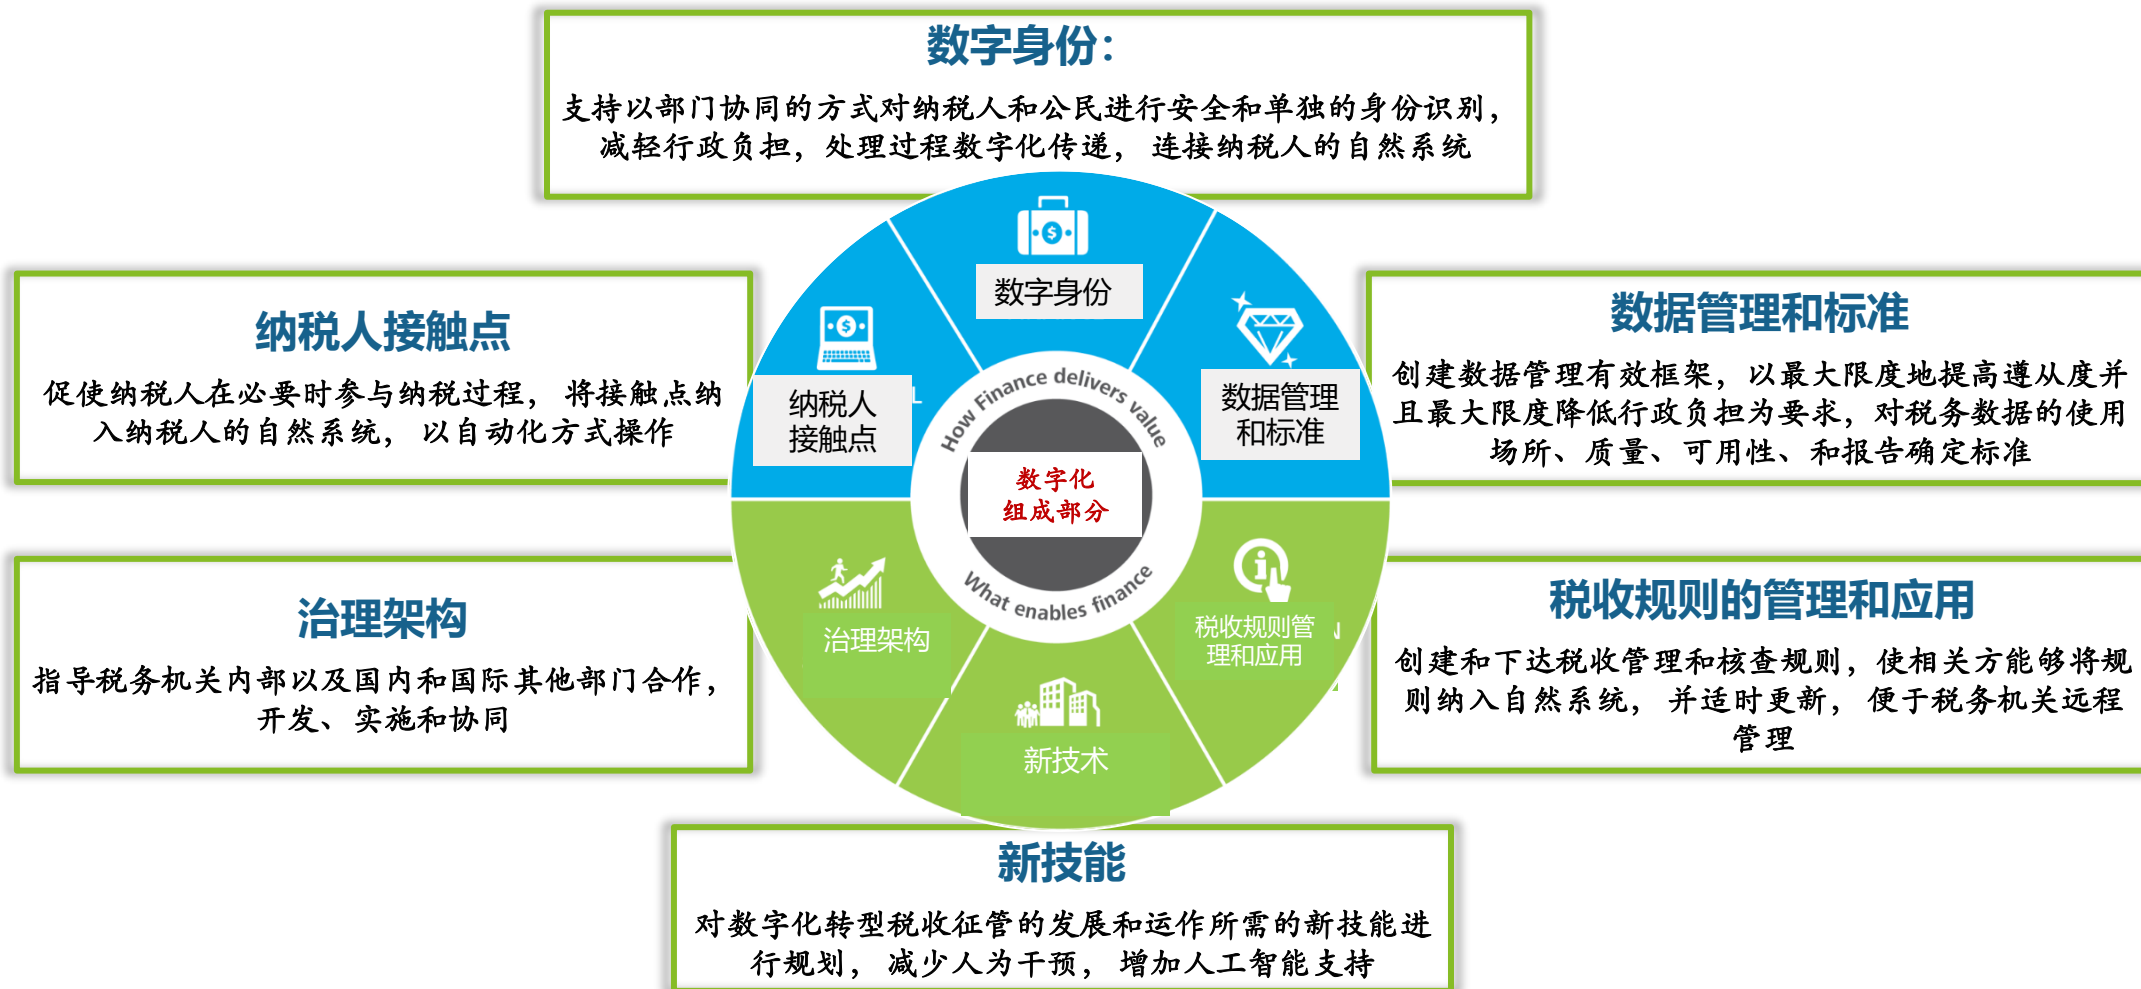 数字身份：
支持以部门协同的方式对纳税人和公民进行安全和单独的身份识别，
减轻行政负担，处理过程数字化传递， 连接纳税人的自然系统
纳税人接触点
促使纳税人在必要时参与纳税过程， 将接触点纳
入纳税人的自然系统， 以自动化方式操作
数据管理和标准
创建数据管理有效框架， 以最大限度地提高遵从度并
且最大限度降低行政负担为要求，对税务数据的使用
场所、质量、可用性、和报告确定标准
数字身份
纳税人
接触点
L
数据管理
和标准
How Finance delivers value
数字化
组成部分
What enables finance
治理架构
税收规则管
理和应用
新技术
治理架构
指导税务机关内部以及国内和国际其他部门合作，
开发、实施和协同
税收规则的管理和应用
创建和下达税收管理和核查规则，使相关方能够将规
则纳入自然系统， 并适时更新， 便于税务机关远程
管理
新技能
对数字化转型税收征管的发展和运作所需的新技能进
行规划， 减少人为干预， 增加人工智能支持